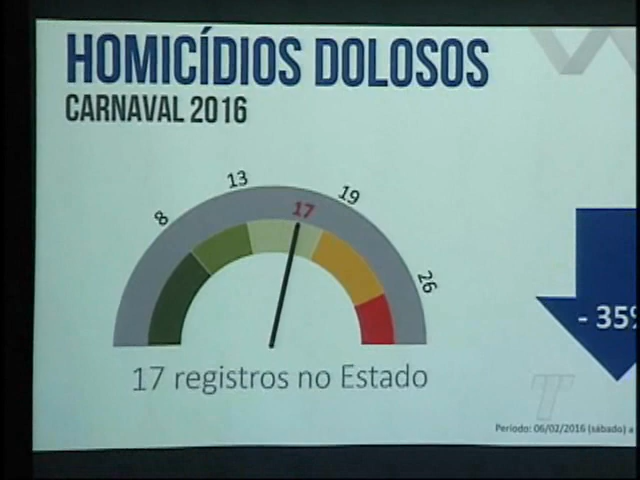 HOMICÍDIOS DOLOSOS
CARNAVAL 2016
8
13
17
19
26
- 35%
17 registros no Estado
Período: 06/02/2016 (sábado) a